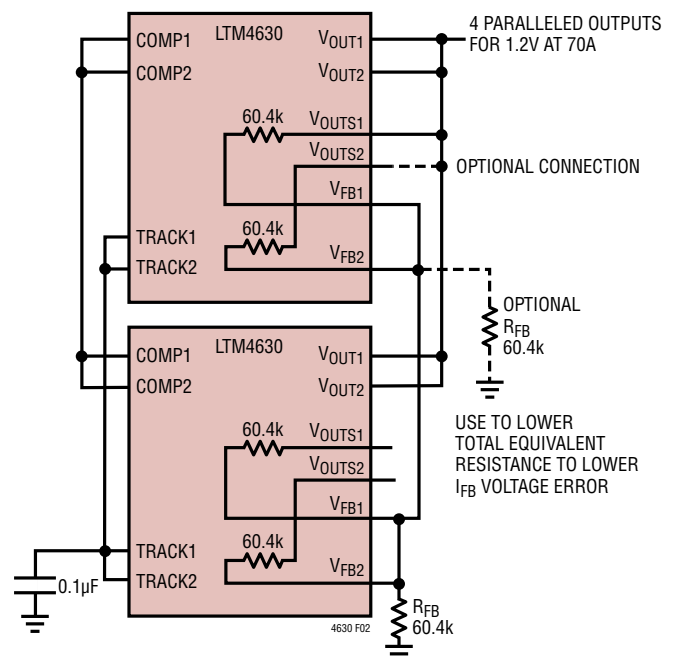 4 PARALLELED OUTPUTS
FOR 1.2V AT 70A
LTM4630
COMP1
COMP2
VOUT1
VOUT2
60.4k
VOUTS1
VOUTS2
OPTIONAL CONNECTION
VFB1
60.4k
TRACK1
TRACK2
VFB2
OPTIONAL
RFB
60.4k
LTM4630
COMP1
COMP2
VOUT1
VOUT2
USE TO LOWER
TOTAL EQUIVALENT
RESISTANCE TO LOWER
IFB VOLTAGE ERROR
60.4k
VOUTS1
VOUTS2
VFB1
60.4k
TRACK1
TRACK2
VFB2
0.1µF
RFB
60.4k
4630 F02